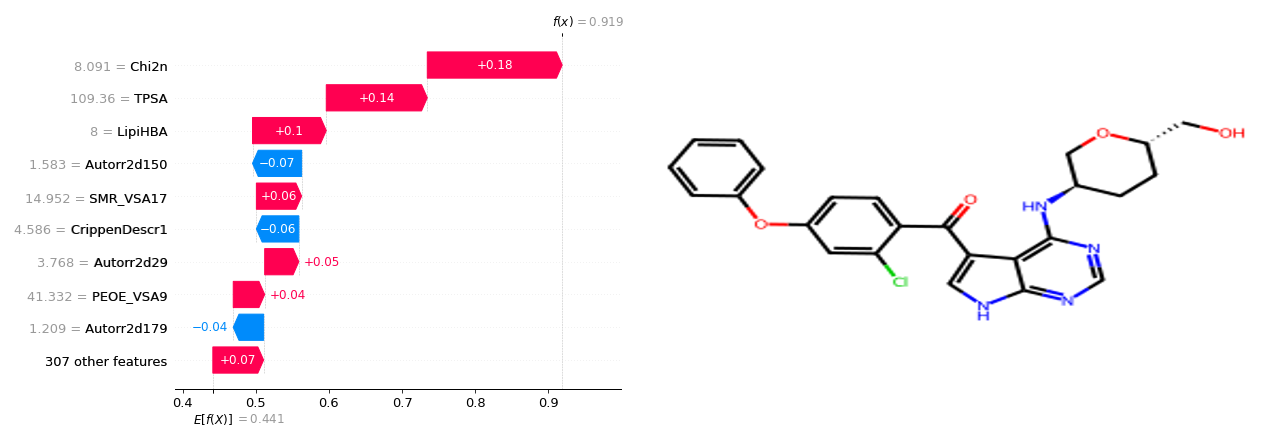 f(x) = 0.919
8.091 = Chi2n
+0.18
109.36 = TPSA
+0.14
8 = LipiHBA
+0.1
1.583 = Autorr2d150
−0.07
14.952 = SMR_VSA17
+0.06
4.586 = CrippenDescr1
−0.06
3.768 = Autorr2d29
+0.05
41.332 = PEOE_VSA9
+0.04
1.209 = Autorr2d179
−0.04
307 other features
+0.07
0.4 0.5 0.6 0.7 0.8 0.9
E[f(X)] = 0.441
O
OH
HN
O
O
N
Cl
N
N
H